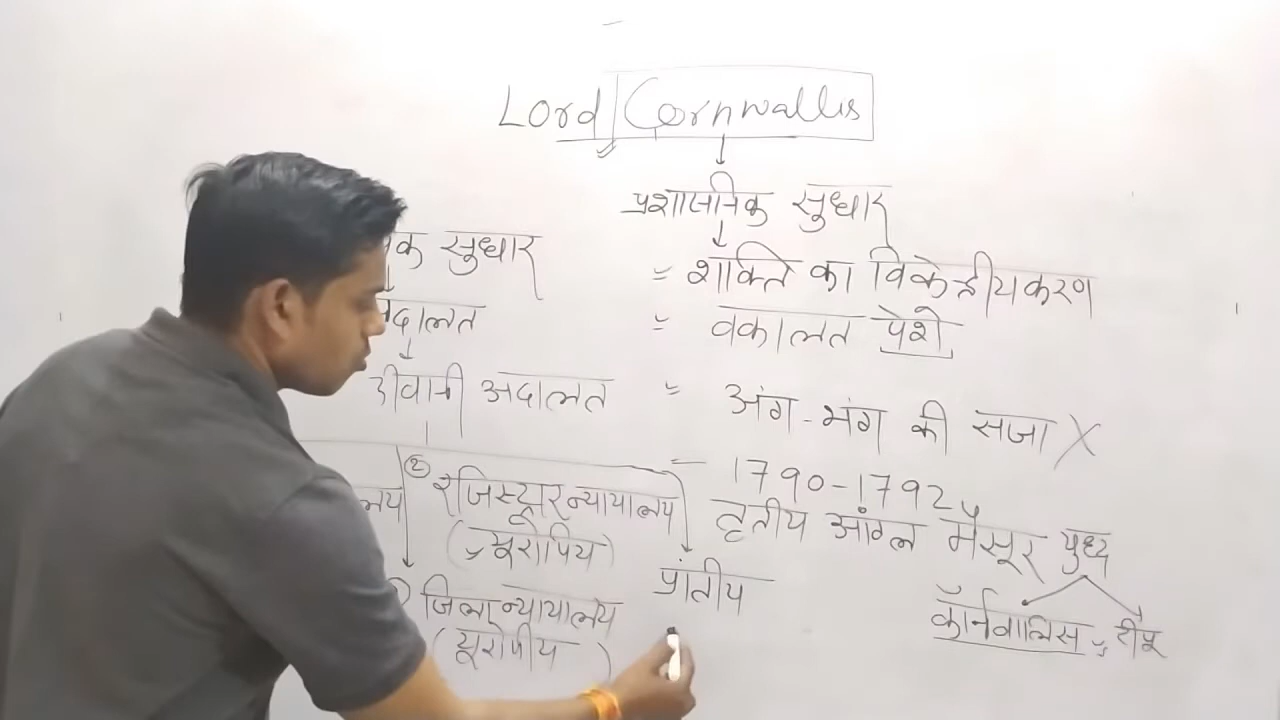 Lord Cornwallis
प्रशासनिक सुधार
= शक्ति का विकेन्द्रीयकरण
= वकालत पेशे
= अंग-भंग की सजा X
- 1790-1792
तृतीय आंग्ल मैसूर युध्द
कॉर्नवालिस, टीपू
क सुधार
दालत
दीवानी अदालत
लय
② रजिस्ट्रार न्यायालय
(यूरोपिय)
जिला न्यायालय
(यूरोपीय)
प्रांतीय